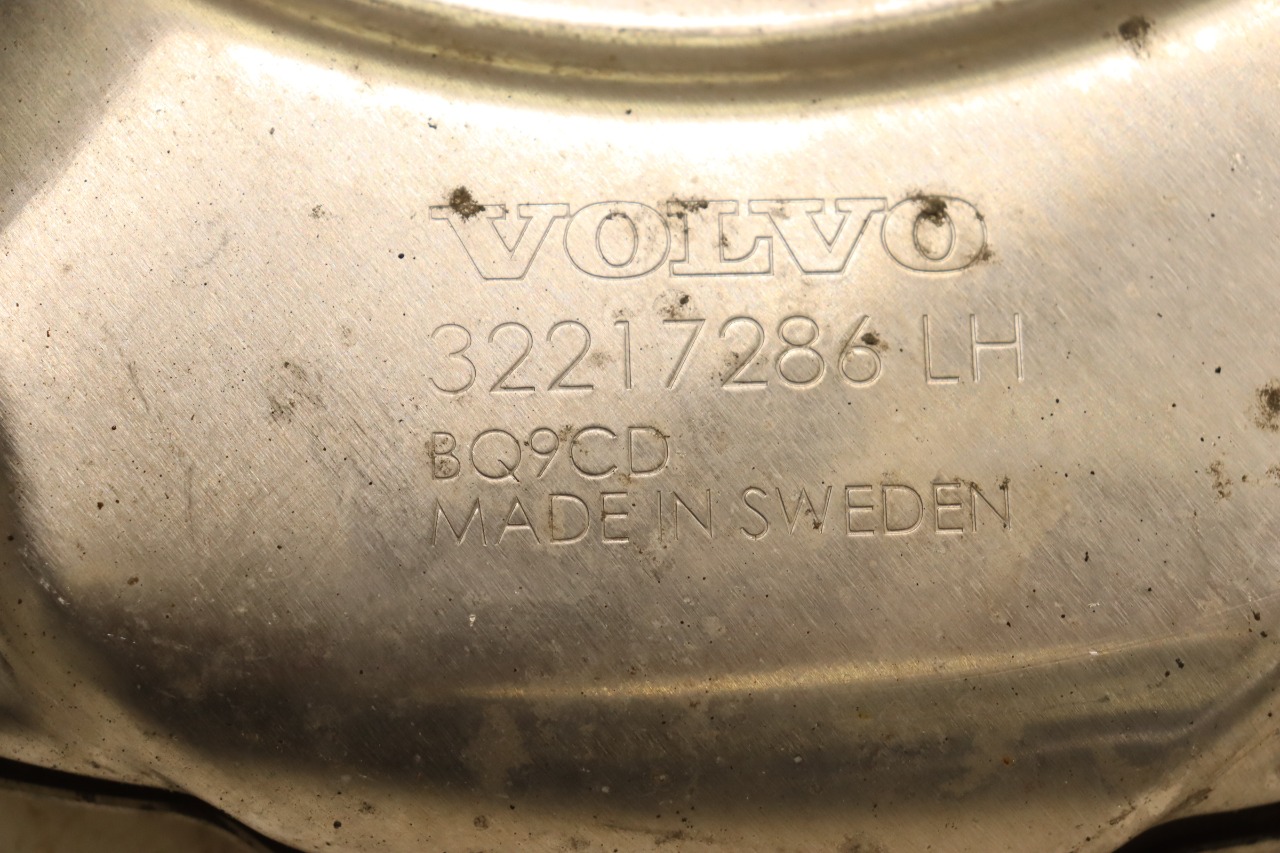 VOLVO
32217286 LH
BQ9CD
MADE IN SWEDEN